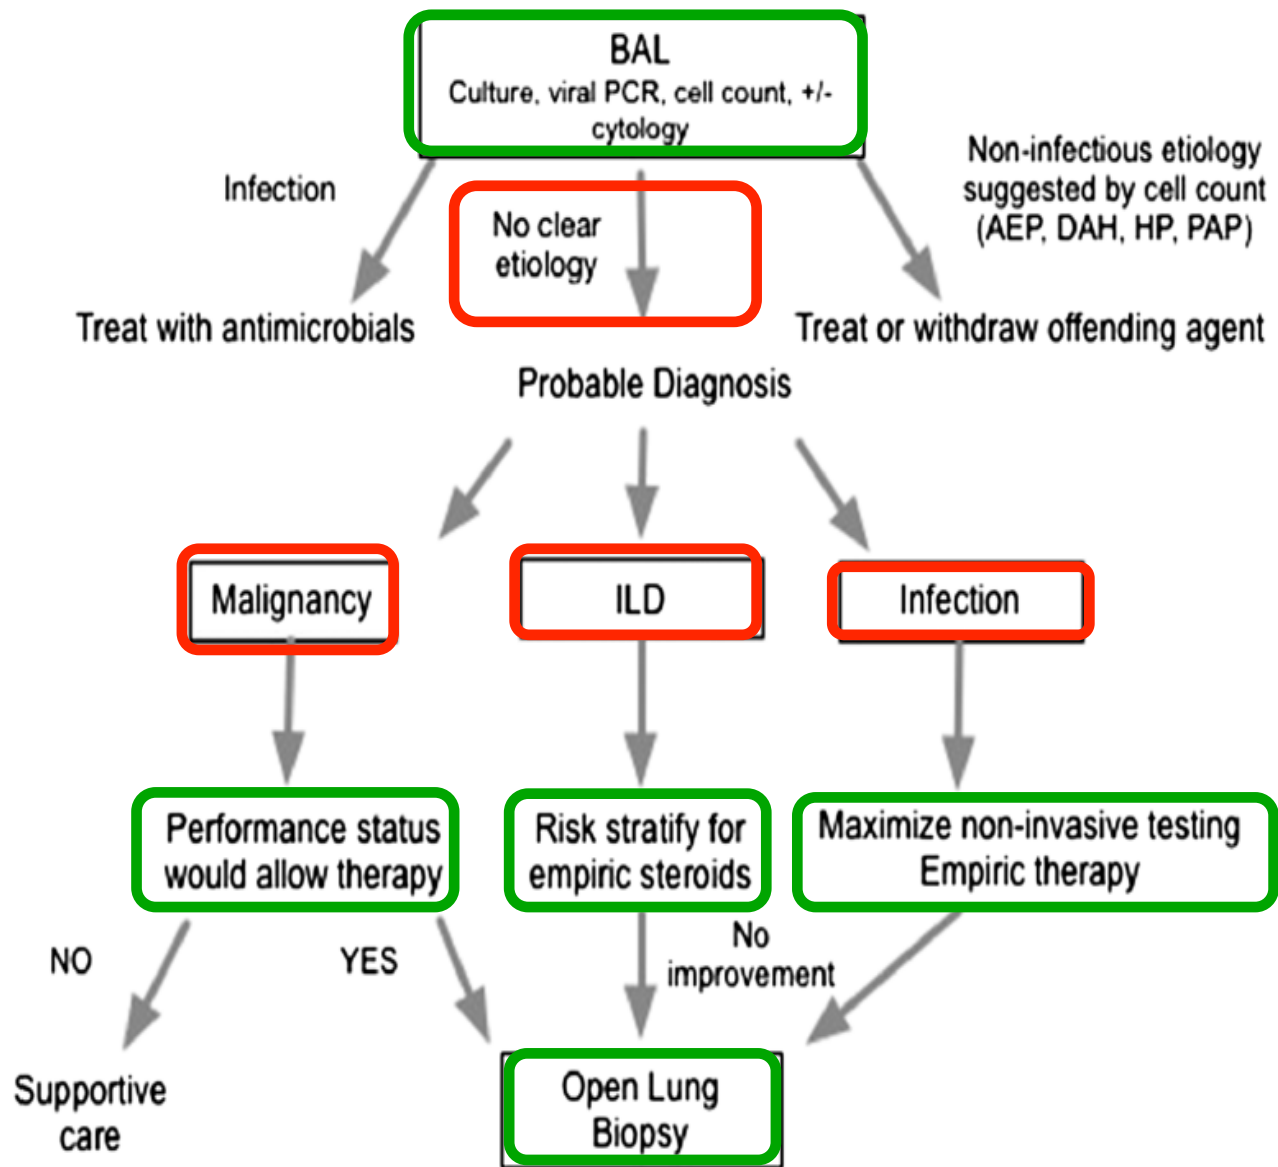 BAL
Culture, viral PCR, cell count, +/-
cytology
Infection
No clear
etiology
Non-infectious etiology
suggested by cell count
(AEP, DAH, HP, PAP)
Treat with antimicrobials
Treat or withdraw offending agent
Probable Diagnosis
Malignancy
ILD
Infection
Performance status
would allow therapy
Risk stratify for
empiric steroids
Maximize non-invasive testing
Empiric therapy
NO
YES
No
improvement
Supportive
care
Open Lung
Biopsy